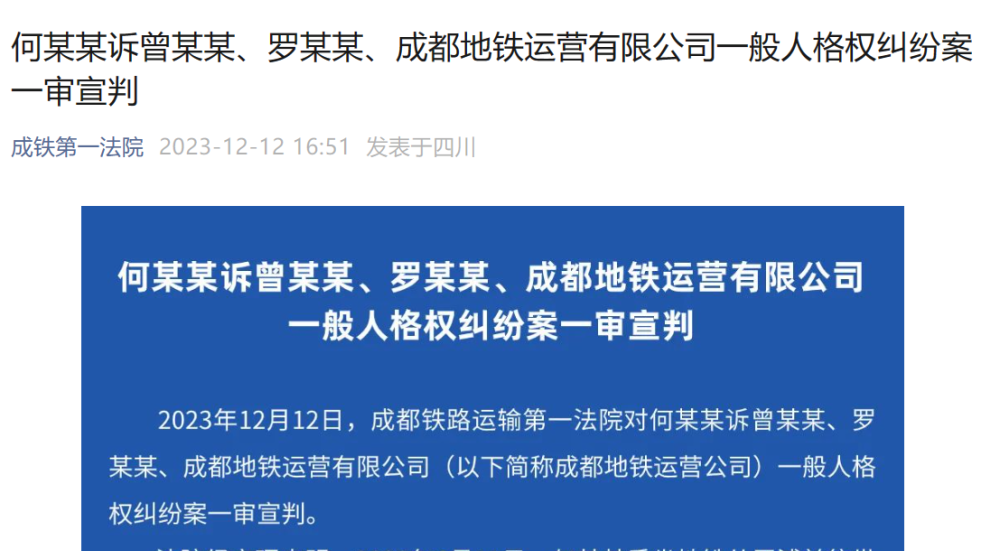 何某某诉曾某某、罗某某、成都地铁运营有限公司一般人格权纠纷案
一审宣判
成铁第一法院 2023-12-12 16:51 发表于四川
何某某诉曾某某、罗某某、成都地铁运营有限公司
一般人格权纠纷案一审宣判
2023年12月12日，成都铁路运输第一法院对何某某诉曾某某、罗
某某、成都地铁运营有限公司（以下简称成都地铁运营公司）一般人格
权纠纷案一审宣判。